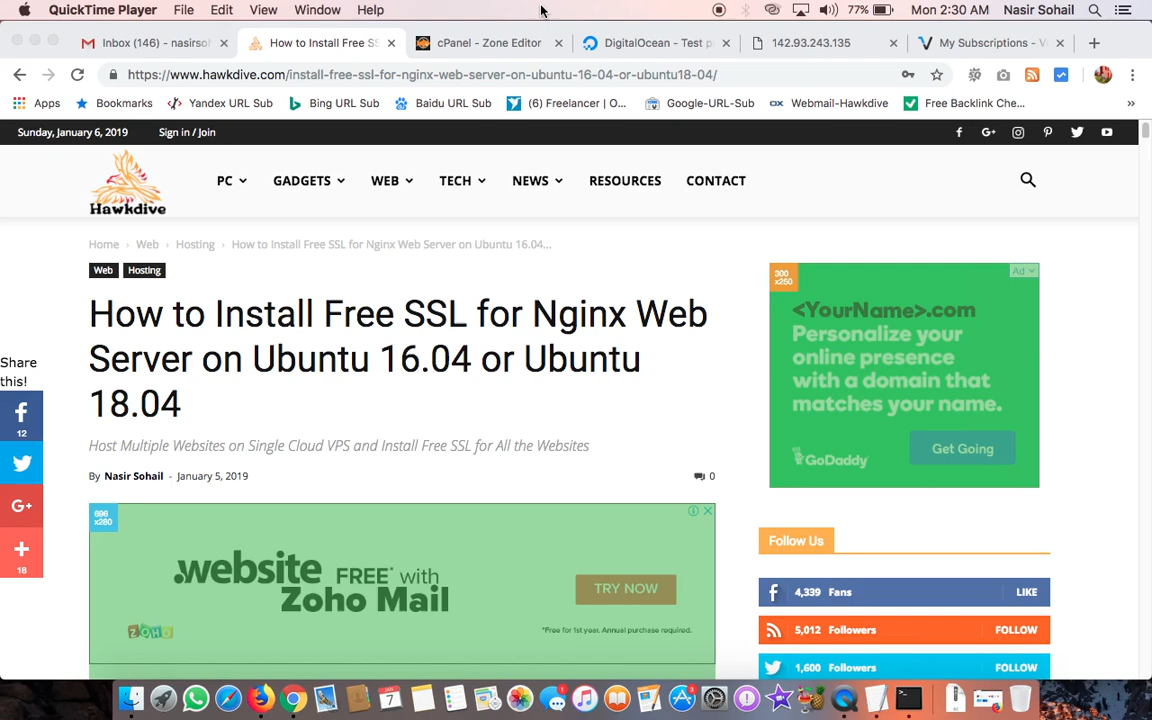 QuickTime Player File Edit View Window Help 77% Mon 2:30 AM Nasir Sohail
Inbox (146) - nasirsoh × How to Install Free SS × cPanel - Zone Editor × DigitalOcean - Test p × 142.93.243.135 × My Subscriptions - V × +
https://www.hawkdive.com/install-free-ssl-for-nginx-web-server-on-ubuntu-16-04-or-ubuntu18-04/
Apps Bookmarks Yandex URL Sub Bing URL Sub Baidu URL Sub (6) Freelancer | O... Google-URL-Sub ox Webmail-Hawkdive Free Backlink Che... »
Sunday, January 6, 2019 Sign in / Join
Hawkdive
PC GADGETS WEB TECH NEWS RESOURCES CONTACT
Home › Web › Hosting › How to Install Free SSL for Nginx Web Server on Ubuntu 16.04...
Web Hosting
How to Install Free SSL for Nginx Web
Server on Ubuntu 16.04 or Ubuntu
18.04
Host Multiple Websites on Single Cloud VPS and Install Free SSL for All the Websites
By Nasir Sohail - January 5, 2019 0
Share
this!
12
G+
18
696
x280
.website FREE* with
Zoho Mail
TRY NOW
ZOHO
*Free for 1st year. Annual purchase required.
300
x250
Ad
<YourName>.com
Personalize your
online presence
with a domain that
matches your name.
GoDaddy
Get Going
Follow Us
4,339 Fans LIKE
5,012 Followers FOLLOW
1,600 Followers FOLLOW